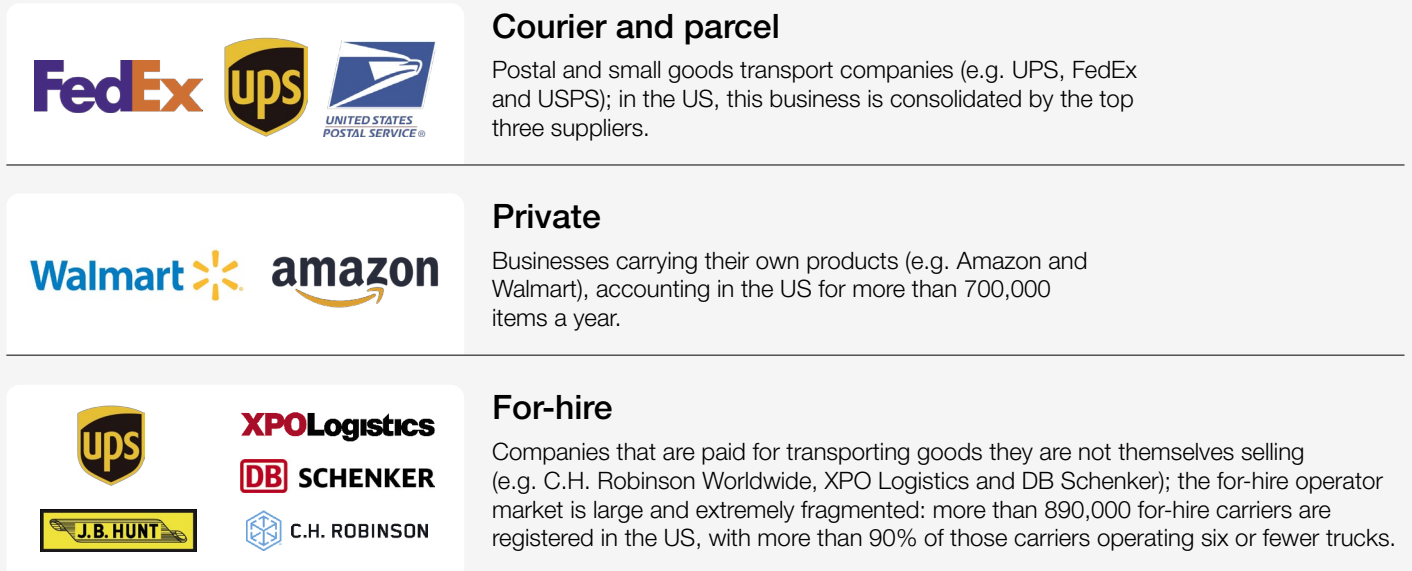 FedEx
ups
UNITED STATES
POSTAL SERVICE®
Courier and parcel
Postal and small goods transport companies (e.g. UPS, FedEx
and USPS); in the US, this business is consolidated by the top
three suppliers.
Walmart
amazon
Private
Businesses carrying their own products (e.g. Amazon and
Walmart), accounting in the US for more than 700,000
items a year.
ups
XPOLogistics
DB SCHENKER
J.B. HUNT
C.H. ROBINSON
For-hire
Companies that are paid for transporting goods they are not themselves selling
(e.g. C.H. Robinson Worldwide, XPO Logistics and DB Schenker); the for-hire operator
market is large and extremely fragmented: more than 890,000 for-hire carriers are
registered in the US, with more than 90% of those carriers operating six or fewer trucks.